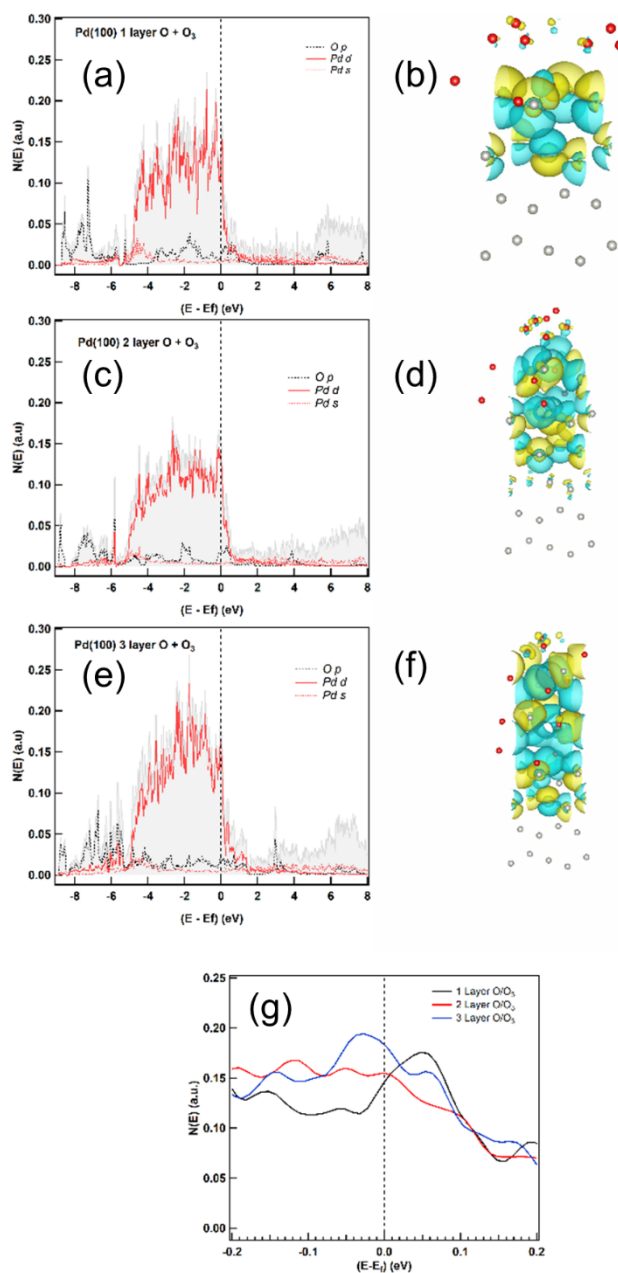 Pd(100) 1 layer O + O3
(a)
(b)
O p
Pd d
Pd s
N(E) (a.u)
0.30
0.25
0.20
0.15
0.10
0.05
0.00
-8 -6 -4 -2 0 2 4 6 8
(E - Ef) (eV)
Pd(100) 2 layer O + O3
(c)
(d)
O p
Pd d
Pd s
N(E) (a.u)
0.30
0.25
0.20
0.15
0.10
0.05
0.00
-8 -6 -4 -2 0 2 4 6 8
(E - Ef) (eV)
Pd(100) 3 layer O + O3
(e)
(f)
O p
Pd d
Pd s
N(E) (a.u)
0.30
0.25
0.20
0.15
0.10
0.05
0.00
-8 -6 -4 -2 0 2 4 6 8
(E - Ef) (eV)
(g)
1 Layer O/O3
2 Layer O/O3
3 Layer O/O3
N(E) (a.u.)
0.25
0.20
0.15
0.10
0.05
0.00
-0.2 -0.1 0.0 0.1 0.2
(E-Ef) (eV)